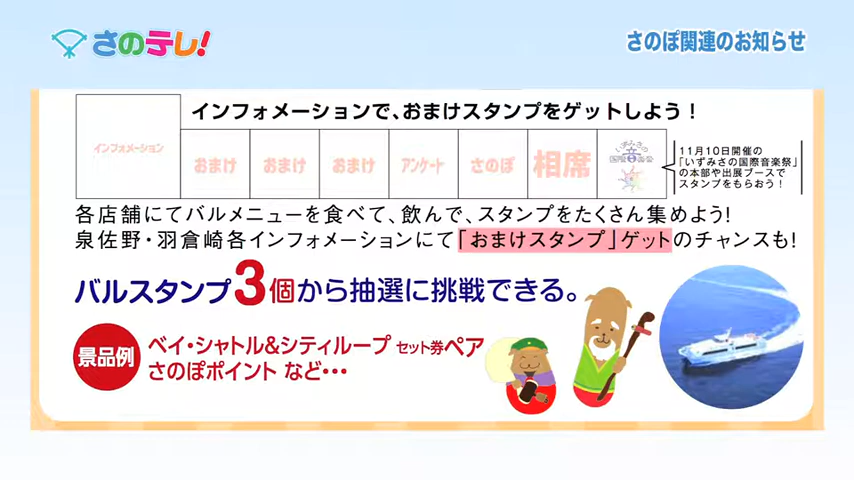 さのテレ!
さのぽ関連のお知らせ
インフォメーションで、おまけスタンプをゲットしよう!
インフォメーション
おまけ
おまけ
おまけ
アンケート
さのぽ
相席
いずみさの
国際音楽祭
11月10日開催の
「いずみさの国際音楽祭」
の本部や出展ブースで
スタンプをもらおう!
各店舗にてバルメニューを食べて、飲んで、スタンプをたくさん集めよう!
泉佐野・羽倉崎各インフォメーションにて「おまけスタンプ」ゲットのチャンスも!
バルスタンプ3個から抽選に挑戦できる。
景品例
ベイ・シャトル&シティループ セット券ペア
さのぽポイント など・・・